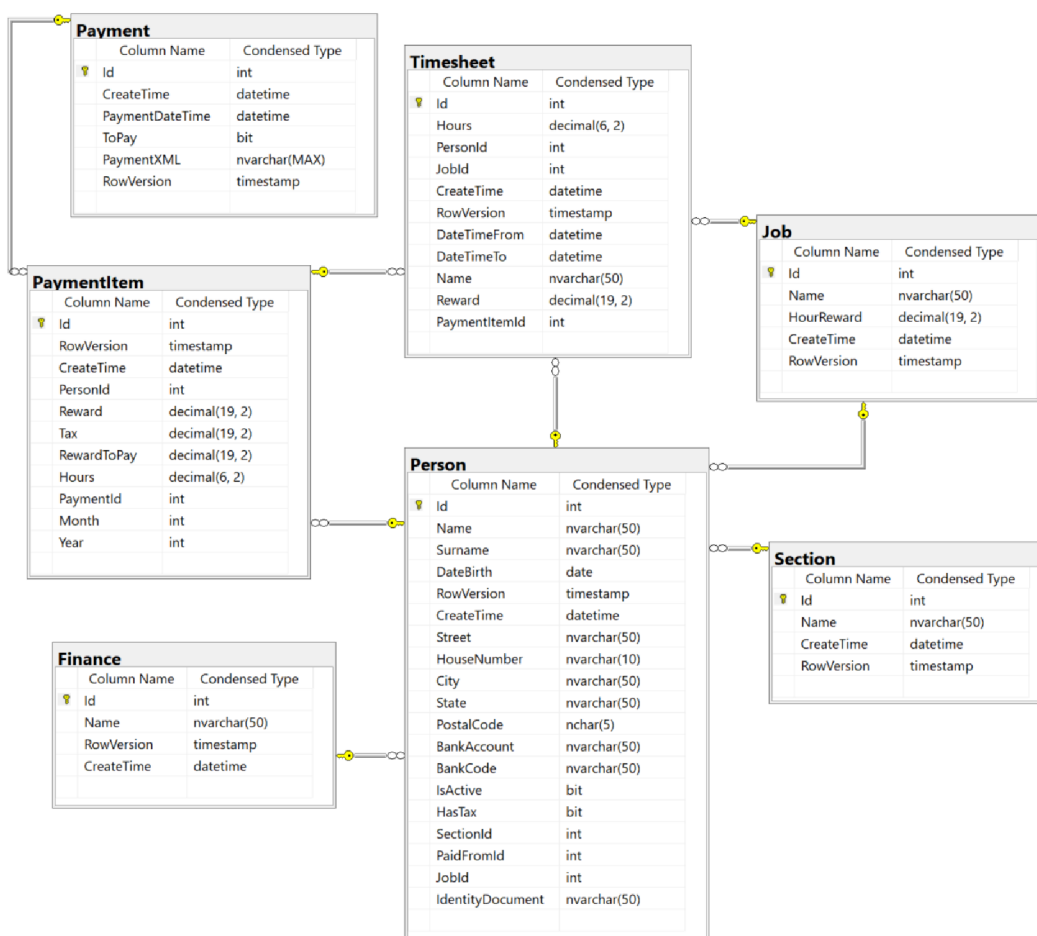 Payment
Column Name Condensed Type
Id int
CreateTime datetime
PaymentDateTime datetime
ToPay bit
PaymentXML nvarchar(MAX)
RowVersion timestamp
Timesheet
Column Name Condensed Type
Id int
Hours decimal(6, 2)
PersonId int
JobId int
CreateTime datetime
RowVersion timestamp
DateTimeFrom datetime
DateTimeTo datetime
Name nvarchar(50)
Reward decimal(19, 2)
PaymentItemId int
Job
Column Name Condensed Type
Id int
Name nvarchar(50)
HourReward decimal(19, 2)
CreateTime datetime
RowVersion timestamp
PaymentItem
Column Name Condensed Type
Id int
RowVersion timestamp
CreateTime datetime
PersonId int
Reward decimal(19, 2)
Tax decimal(19, 2)
RewardToPay decimal(19, 2)
Hours decimal(6, 2)
PaymentId int
Month int
Year int
Person
Column Name Condensed Type
Id int
Name nvarchar(50)
Surname nvarchar(50)
DateBirth date
RowVersion timestamp
CreateTime datetime
Street nvarchar(50)
HouseNumber nvarchar(10)
City nvarchar(50)
State nvarchar(50)
PostalCode nchar(5)
BankAccount nvarchar(50)
BankCode nvarchar(50)
IsActive bit
HasTax bit
SectionId int
PaidFromId int
JobId int
IdentityDocument nvarchar(50)
Section
Column Name Condensed Type
Id int
Name nvarchar(50)
CreateTime datetime
RowVersion timestamp
Finance
Column Name Condensed Type
Id int
Name nvarchar(50)
RowVersion timestamp
CreateTime datetime